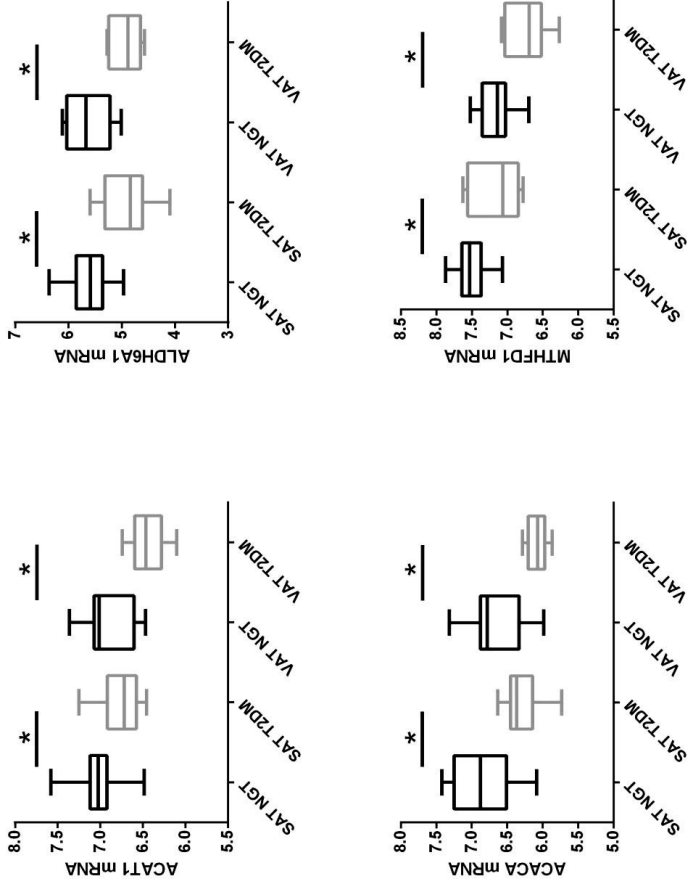 *
*
7
6
5
4
3
ALDH6A1 mRNA
SAT NGT
SAT T2DM
VAT NGT
VAT T2DM
*
*
8.5
8.0
7.5
7.0
6.5
6.0
5.5
MTHFD1 mRNA
SAT NGT
SAT T2DM
VAT NGT
VAT T2DM
*
*
8.0
7.5
7.0
6.5
6.0
5.5
ACAT1 mRNA
SAT NGT
SAT T2DM
VAT NGT
VAT T2DM
*
*
8.0
7.5
7.0
6.5
6.0
5.5
5.0
ACACA mRNA
SAT NGT
SAT T2DM
VAT NGT
VAT T2DM